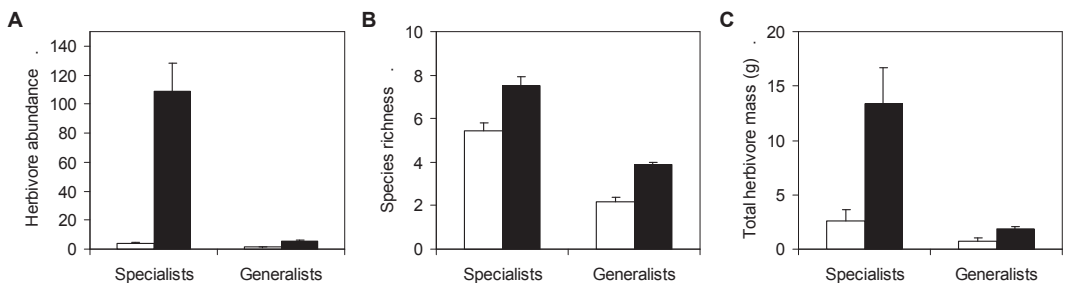 A
Herbivore abundance .
140
120
100
80
60
40
20
0
Specialists Generalists
B
Species richness .
10
8
6
4
2
0
Specialists Generalists
C
Total herbivore mass (g) .
20
15
10
5
0
Specialists Generalists